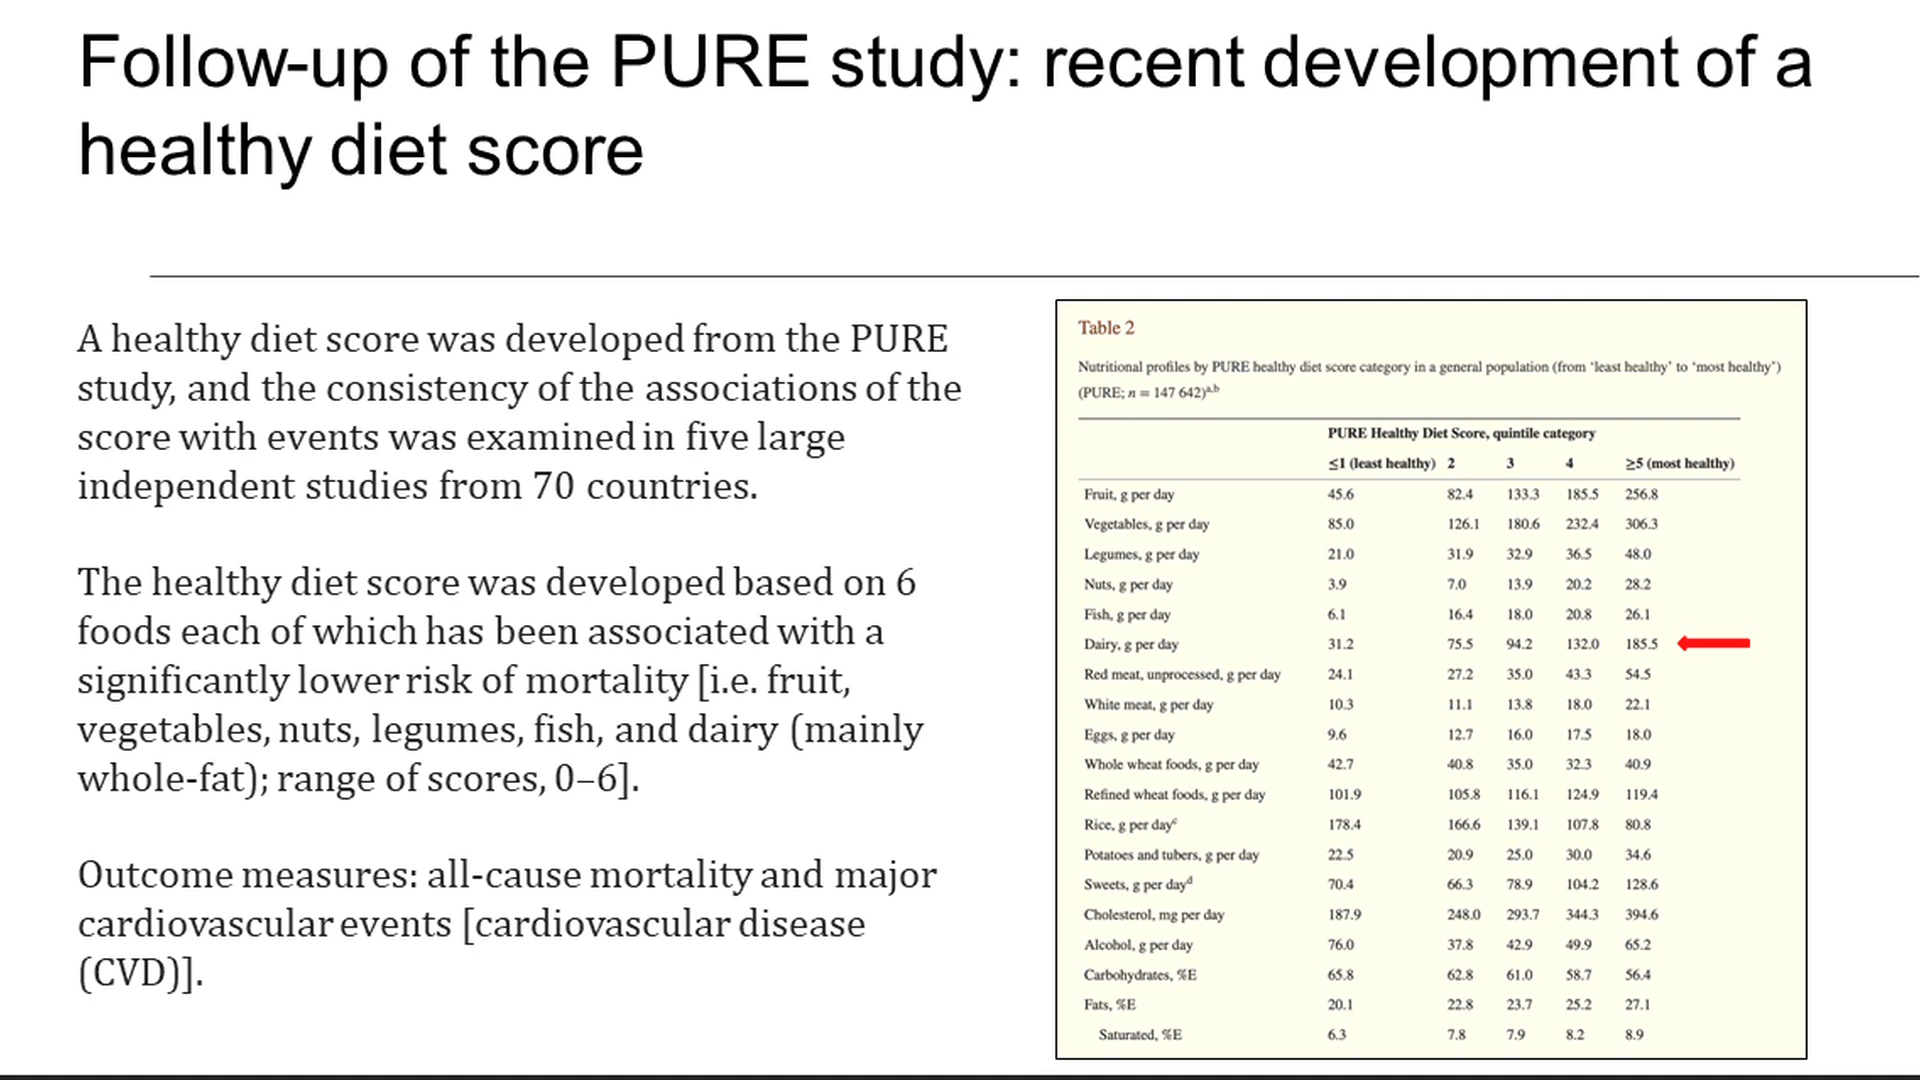 Follow-up of the PURE study: recent development of a
healthy diet score
A healthy diet score was developed from the PURE
study, and the consistency of the associations of the
score with events was examined in five large
independent studies from 70 countries.
The healthy diet score was developed based on 6
foods each of which has been associated with a
significantly lower risk of mortality [i.e. fruit,
vegetables, nuts, legumes, fish, and dairy (mainly
whole-fat); range of scores, 0–6].
Outcome measures: all-cause mortality and major
cardiovascular events [cardiovascular disease
(CVD)].
Table 2
Nutritional profiles by PURE healthy diet score category in a general population (from ‘least healthy’ to ‘most healthy’)
(PURE; n = 147 642)a,b
PURE Healthy Diet Score, quintile category
≤1 (least healthy) 2 3 4 ≥5 (most healthy)
Fruit, g per day 45.6 82.4 133.3 185.5 256.8
Vegetables, g per day 85.0 126.1 180.6 232.4 306.3
Legumes, g per day 21.0 31.9 32.9 36.5 48.0
Nuts, g per day 3.9 7.0 13.9 20.2 28.2
Fish, g per day 6.1 16.4 18.0 20.8 26.1
Dairy, g per day 31.2 75.5 94.2 132.0 185.5
Red meat, unprocessed, g per day 24.1 27.2 35.0 43.3 54.5
White meat, g per day 10.3 11.1 13.8 18.0 22.1
Eggs, g per day 9.6 12.7 16.0 17.5 18.0
Whole wheat foods, g per day 42.7 40.8 35.0 32.3 40.9
Refined wheat foods, g per day 101.9 105.8 116.1 124.9 119.4
Rice, g per dayc 178.4 166.6 139.1 107.8 80.8
Potatoes and tubers, g per day 22.5 20.9 25.0 30.0 34.6
Sweets, g per dayd 70.4 66.3 78.9 104.2 128.6
Cholesterol, mg per day 187.9 248.0 293.7 344.3 394.6
Alcohol, g per day 76.0 37.8 42.9 49.9 65.2
Carbohydrates, %E 65.8 62.8 61.0 58.7 56.4
Fats, %E 20.1 22.8 23.7 25.2 27.1
Saturated, %E 6.3 7.8 7.9 8.2 8.9